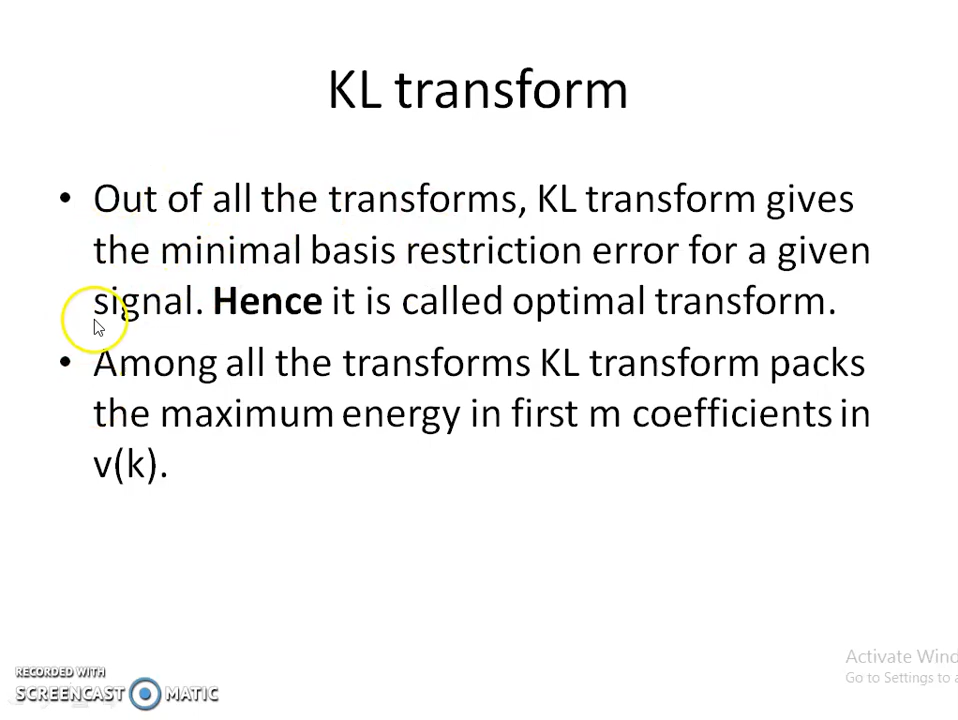 KL transform
• Out of all the transforms, KL transform gives
the minimal basis restriction error for a given
signal. Hence it is called optimal transform.
• Among all the transforms KL transform packs
the maximum energy in first m coefficients in
v(k).
Activate Wind
Go to Settings to a
RECORDED WITH
SCREENCAST MATIC